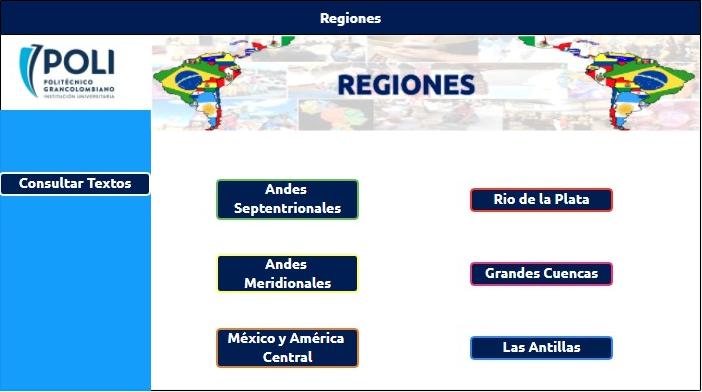 Regiones
POLI
POLITÉCNICO
GRANCOLOMBIANO
INSTITUCIÓN UNIVERSITARIA
REGIONES
Consultar Textos
Andes
Septentrionales
Rio de la Plata
Andes
Meridionales
Grandes Cuencas
México y América
Central
Las Antillas